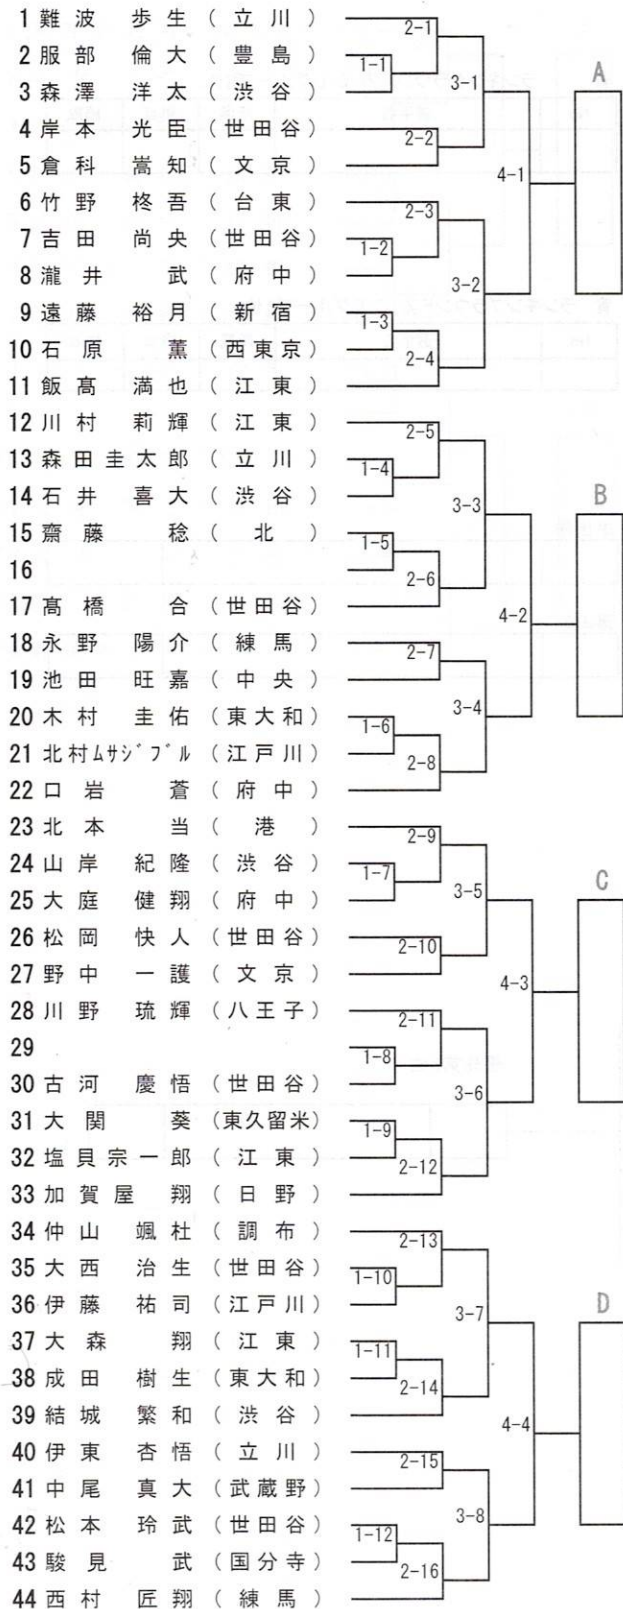 1 難波 歩生 (立川)
2 服部 倫大 (豊島)
3 森澤 洋太 (渋谷)
4 岸本 光臣 (世田谷)
5 倉科 嵩知 (文京)
6 竹野 柊吾 (台東)
7 吉田 尚央 (世田谷)
8 瀧井 武 (府中)
9 遠藤 裕月 (新宿)
10 石原 薫 (西東京)
11 飯髙 満也 (江東)
12 川村 莉輝 (江東)
13 森田圭太郎 (立川)
14 石井 喜大 (渋谷)
15 齋藤 稔 (北)
16
17 髙橋 合 (世田谷)
18 永野 陽介 (練馬)
19 池田 旺嘉 (中央)
20 木村 圭佑 (東大和)
21 北村ムサシブル (江戸川)
22 口岩 蒼 (府中)
23 北本 当 (港)
24 山岸 紀隆 (渋谷)
25 大庭 健翔 (府中)
26 松岡 快人 (世田谷)
27 野中 一護 (文京)
28 川野 琉輝 (八王子)
29
30 古河 慶悟 (世田谷)
31 大関 葵 (東久留米)
32 塩貝宗一郎 (江東)
33 加賀屋 翔 (日野)
34 仲山 颯杜 (調布)
35 大西 治生 (世田谷)
36 伊藤 祐司 (江戸川)
37 大森 翔 (江東)
38 成田 樹生 (東大和)
39 結城 繁和 (渋谷)
40 伊東 杏悟 (立川)
41 中尾 真大 (武蔵野)
42 松本 玲武 (世田谷)
43 駿見 武 (国分寺)
44 西村 匠翔 (練馬)
1-1
1-2
1-3
1-4
1-5
1-6
1-7
1-8
1-9
1-10
1-11
1-12
2-1
2-2
2-3
2-4
2-5
2-6
2-7
2-8
2-9
2-10
2-11
2-12
2-13
2-14
2-15
2-16
3-1
3-2
3-3
3-4
3-5
3-6
3-7
3-8
4-1
4-2
4-3
4-4
A
B
C
D